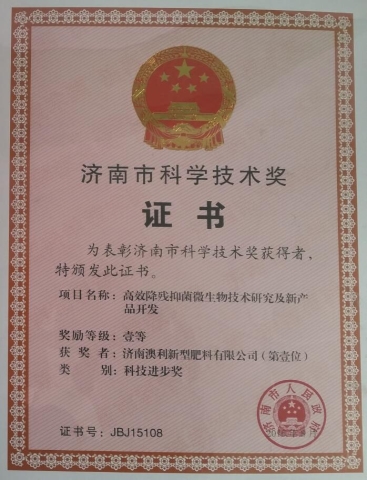 济南市科学技术奖
证书
为表彰济南市科学技术奖获得者，
特颁发此证书。
项目名称：高效降残抑菌微生物技术研究及新产
品开发
奖励等级：壹等
获奖者：济南澳利新型肥料有限公司（第壹位）
类别：科技进步奖
济南市人民政府
证书号：JBJ15108